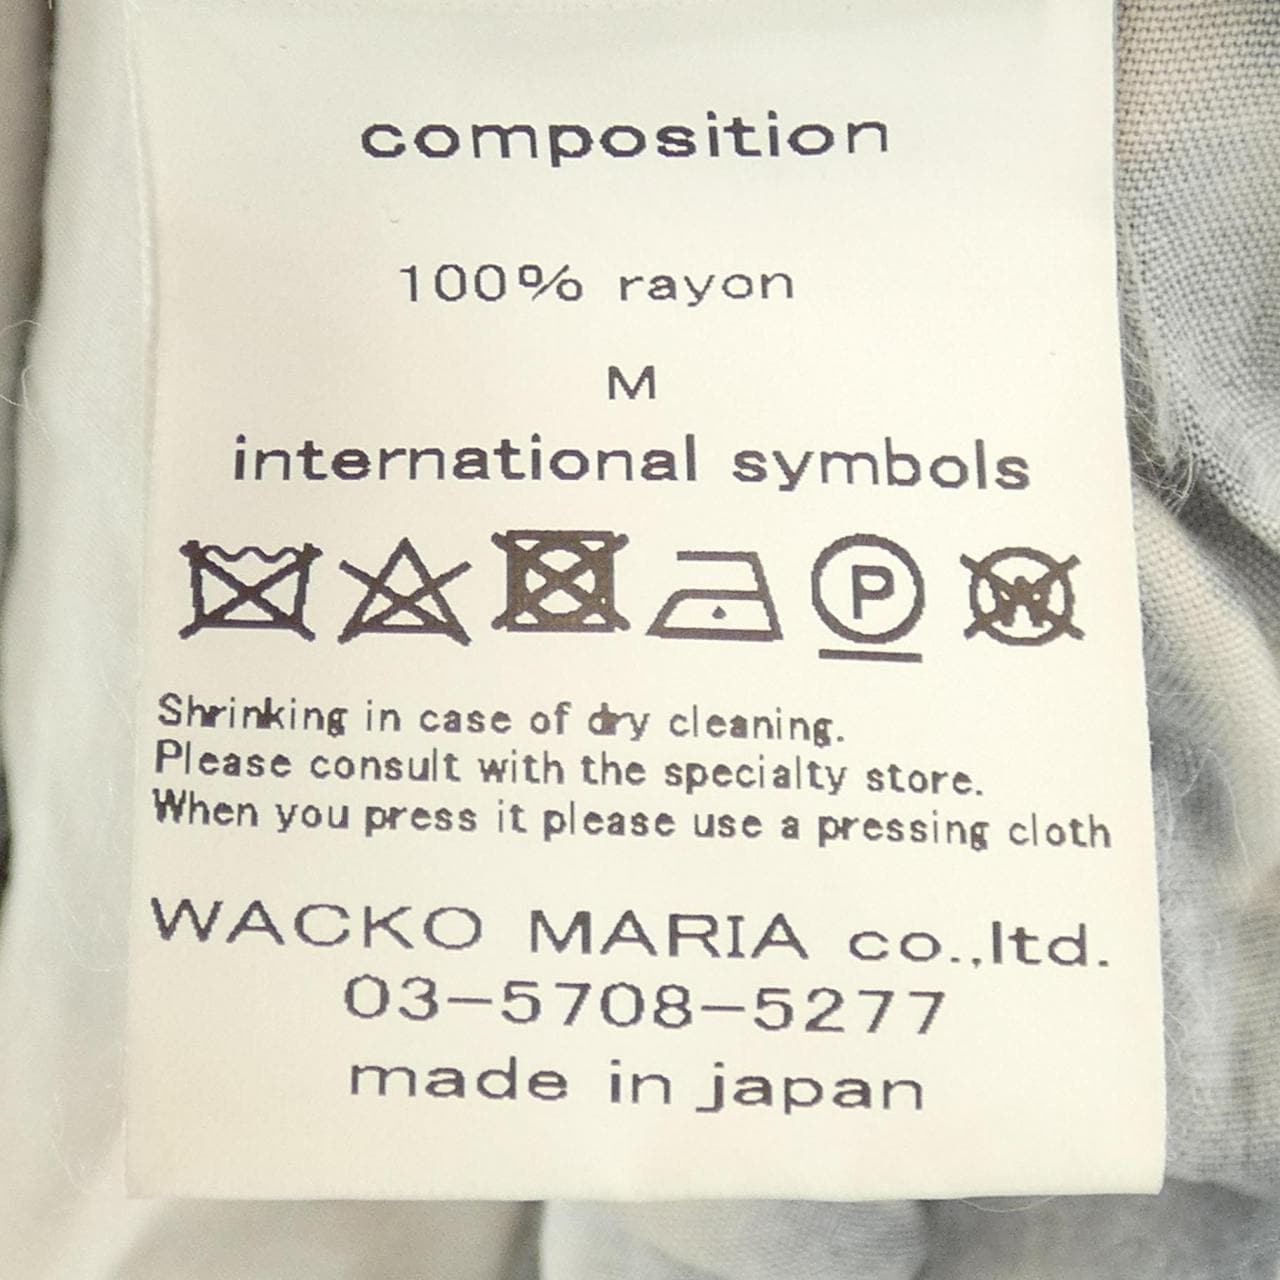 composition
100% rayon
M
international symbols
P W
Shrinking in case of dry cleaning.
Please consult with the specialty store.
When you press it please use a pressing cloth
WACKO MARIA co.,ltd.
03-5708-5277
made in japan